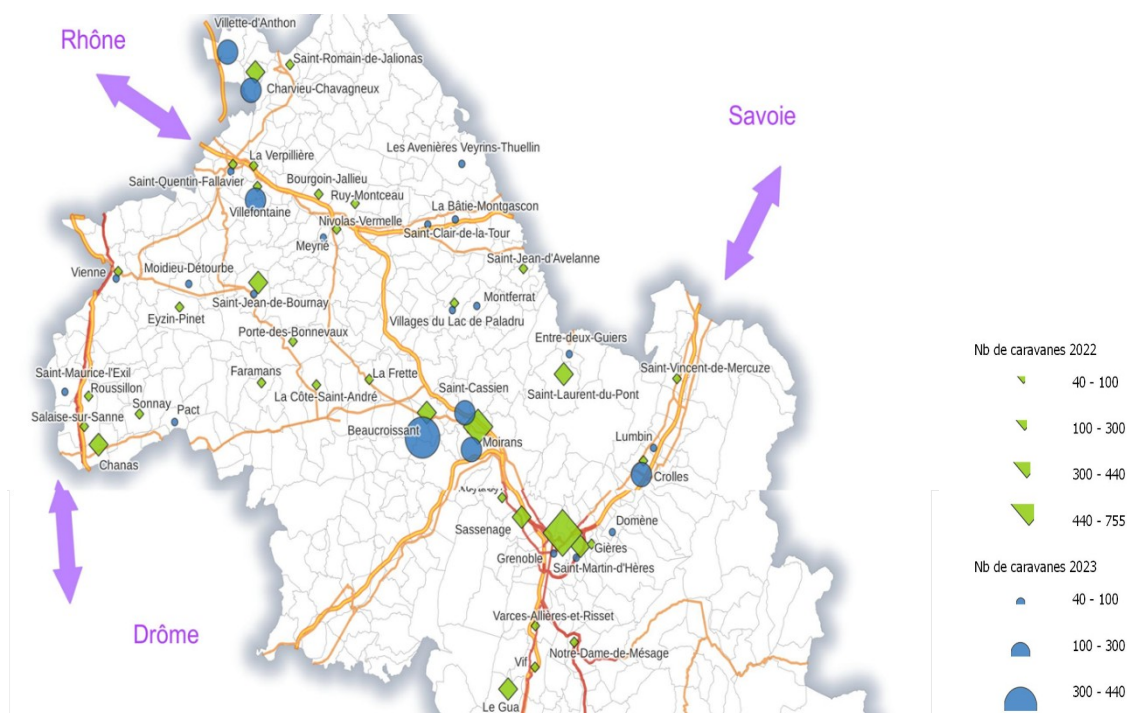 Villette-d'Anthon
Rhône
Saint-Romain-de-Jalionas
Charvieu-Chavagneux
Savoie
La Verpillière
Les Avenières Veyrins-Thuellin
Saint-Quentin-Fallavier
Bourgoin-Jallieu
Ruy-Montceau
Villefontaine
La Bâtie-Montgascon
Nivolas-Vermelle
Saint-Clair-de-la-Tour
Meyrié
Saint-Jean-d'Avelanne
Vienne
Moidieu-Détourbe
Saint-Jean-de-Bournay
Montferrat
Eyzin-Pinet
Villages du Lac de Paladru
Porte-des-Bonnevaux
Entre-deux-Guiers
Nb de caravanes 2022
Saint-Maurice-l'Exil
Faramans
La Frette
Saint-Vincent-de-Mercuze
40 - 100
Roussillon
La Côte-Saint-André
Saint-Cassien
Saint-Laurent-du-Pont
Sonnay
Pact
Salaise-sur-Sanne
100 - 300
Beaucroissant
Moirans
Lumbin
Chanas
300 - 440
Crolles
440 - 755
Sassenage
Domène
Grenoble
Gières
Saint-Martin-d'Hères
Nb de caravanes 2023
40 - 100
Varces-Allières-et-Risset
Drôme
100 - 300
Notre-Dame-de-Mésage
Vif
300 - 440
Le Gua